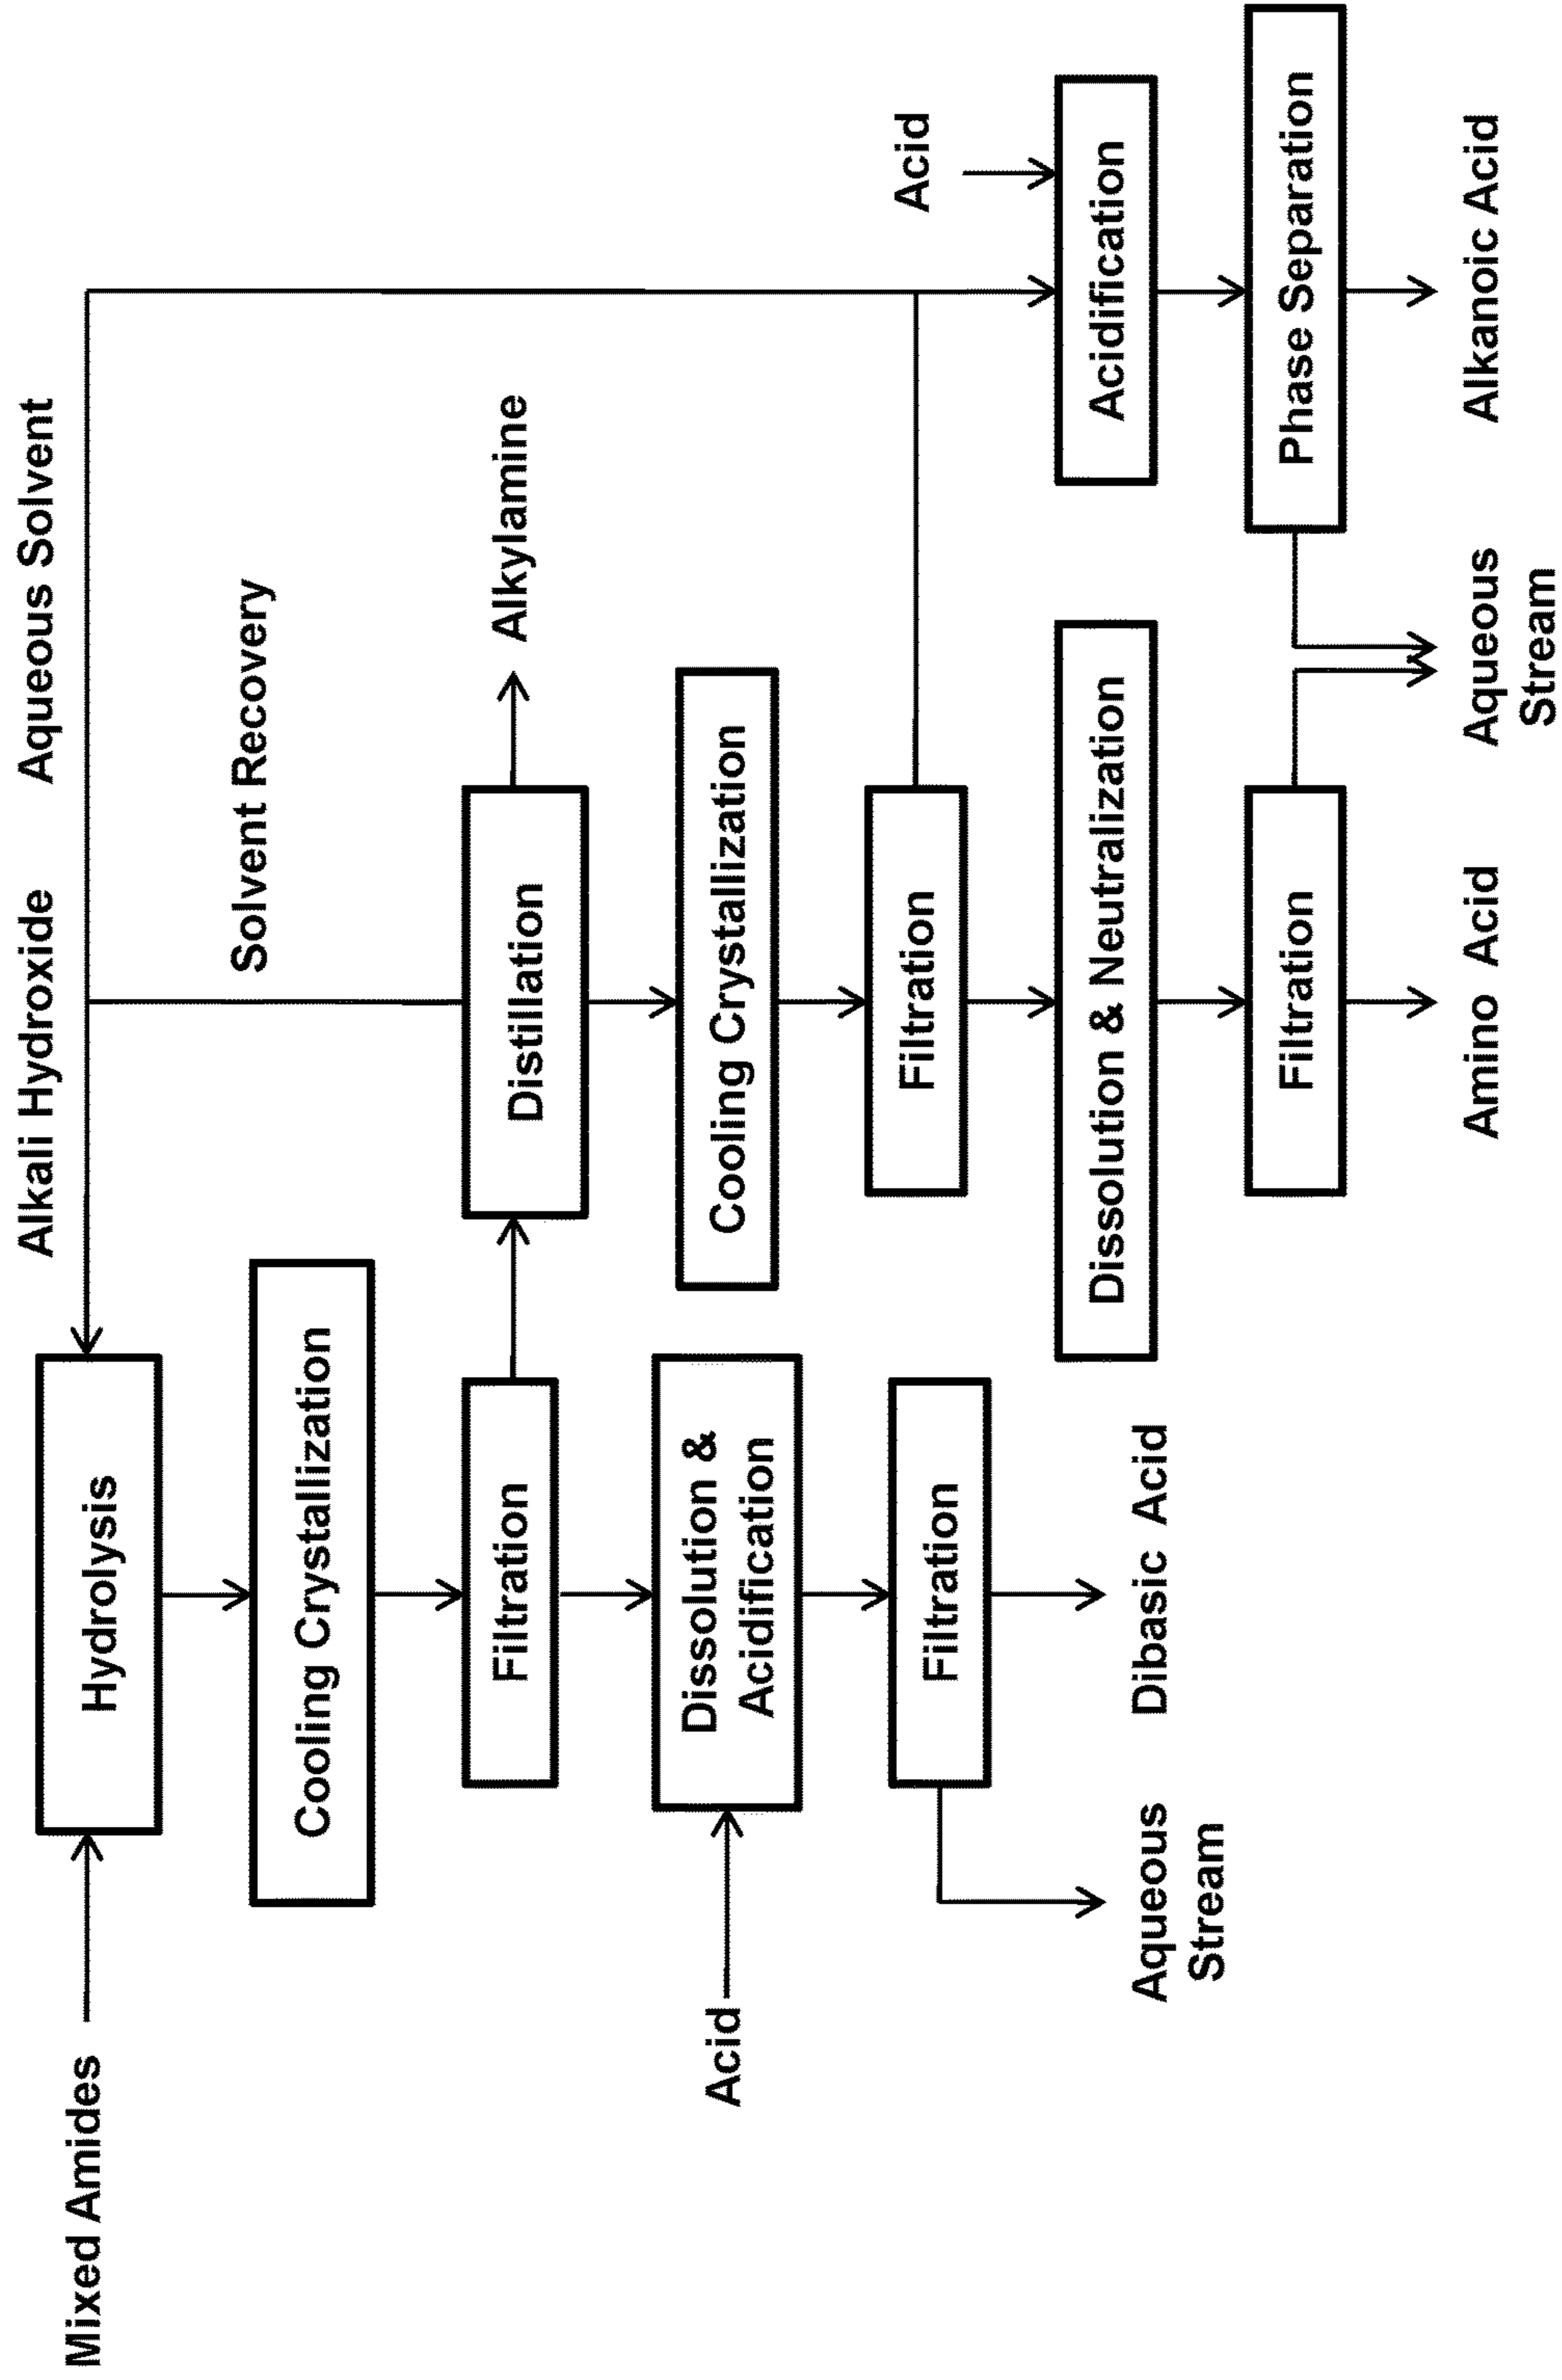 Mixed Amides
Hydrolysis
Alkali Hydroxide
Aqueous Solvent
Cooling Crystallization
Solvent Recovery
Filtration
Distillation
Alkylamine
Acid
Dissolution &
Acidification
Cooling Crystallization
Filtration
Filtration
Acid
Aqueous
Stream
Dibasic Acid
Dissolution & Neutralization
Acidification
Filtration
Phase Separation
Amino Acid
Aqueous
Stream
Alkanoic Acid